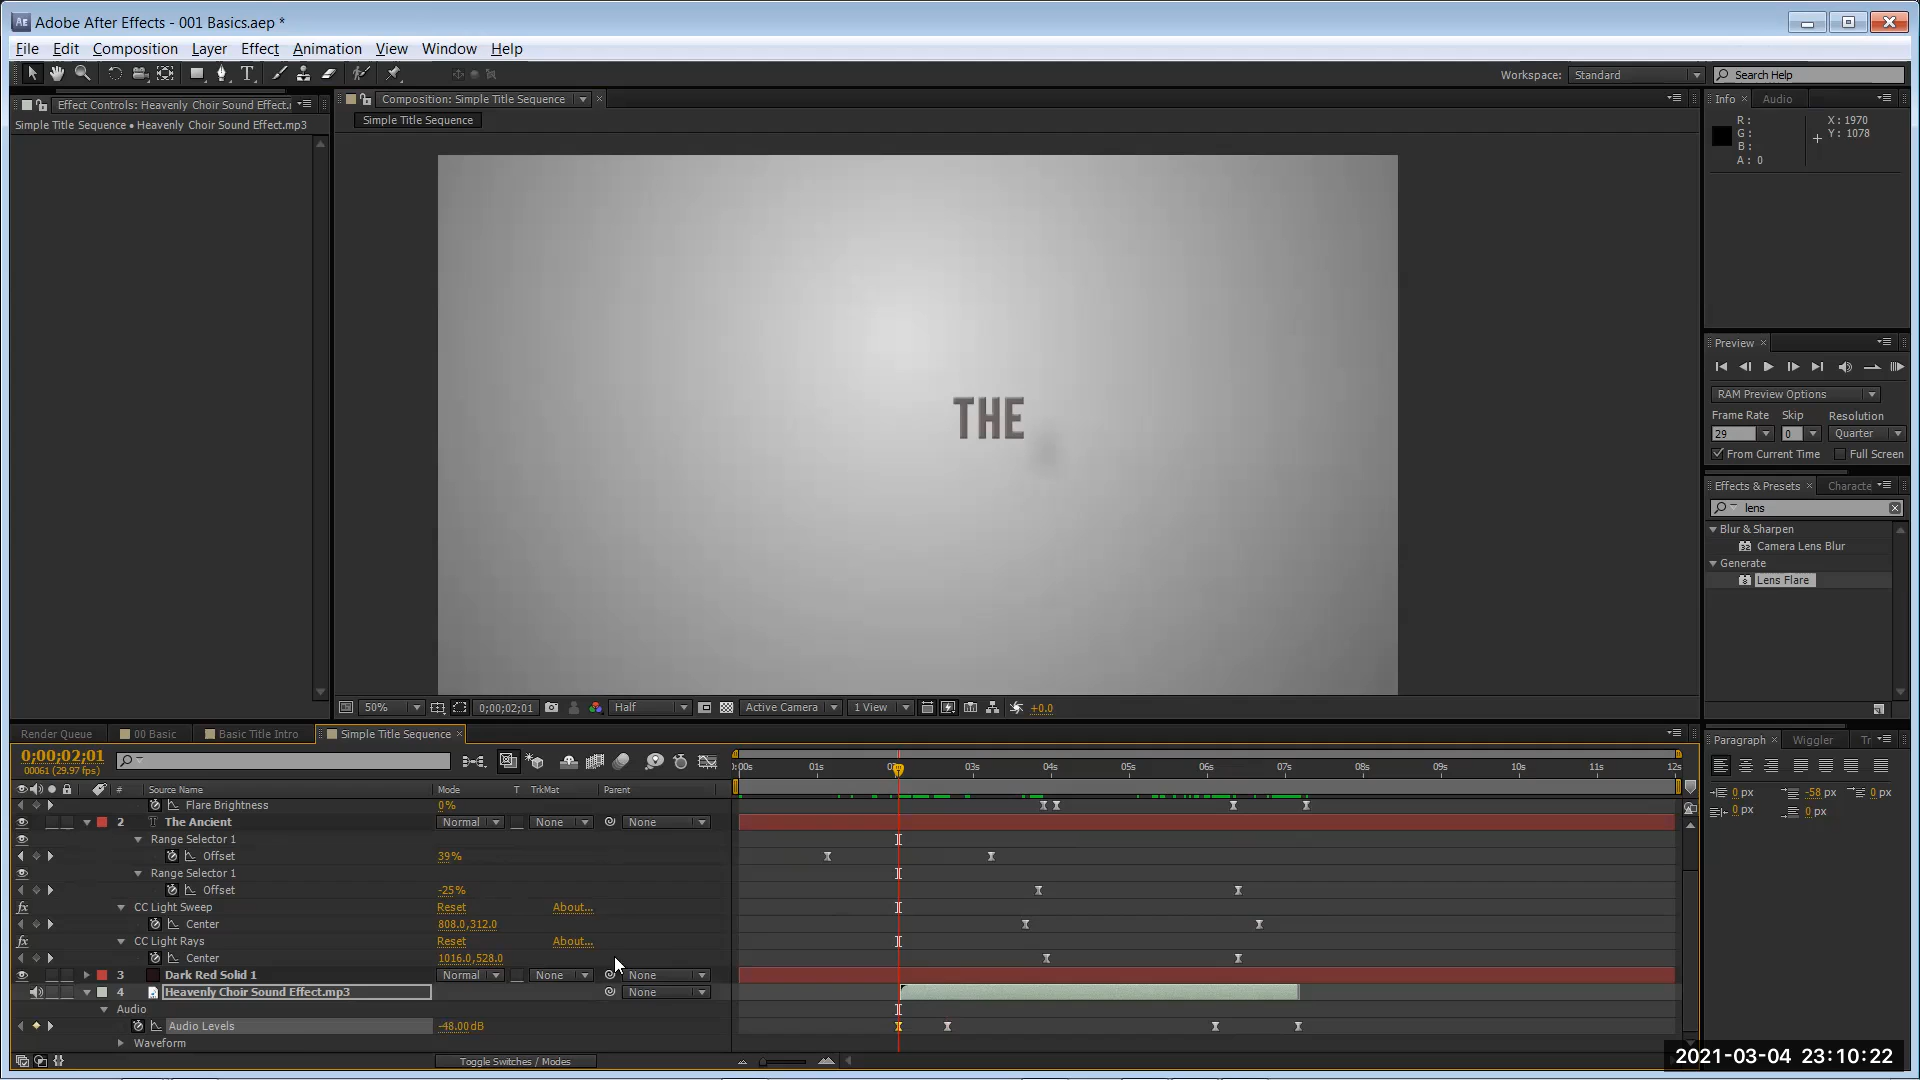 Adobe After Effects - 001 Basics.aep *
File Edit Composition Layer Effect Animation View Window Help
Workspace: Standard Search Help
Effect Controls: Heavenly Choir Sound Effect.r
Simple Title Sequence • Heavenly Choir Sound Effect.mp3
Composition: Simple Title Sequence
Simple Title Sequence
Info Audio
R: X: 1970
G: Y: 1078
B:
A: 0
THE
Preview
RAM Preview Options
Frame Rate Skip Resolution
29 0 Quarter
From Current Time Full Screen
Effects & Presets Characte
lens
Blur & Sharpen
Camera Lens Blur
Generate
Lens Flare
50% 0;00;02;01 Half Active Camera 1 View +0.0
Render Queue 00 Basic Basic Title Intro Simple Title Sequence
0;00;02;01
00061 (29.97 fps)
:00s 01s 03s 04s 05s 06s 07s 08s 09s 10s 11s 12s
# Source Name Mode T TrkMat Parent
Flare Brightness 0%
2 T The Ancient Normal None None
Range Selector 1
Offset 39%
Range Selector 1
Offset -25%
fx CC Light Sweep Reset About...
Center 808.0,312.0
fx CC Light Rays Reset About...
Center 1016.0,528.0
3 Dark Red Solid 1 Normal None None
4 Heavenly Choir Sound Effect.mp3 None
Audio
Audio Levels -48.00dB
Waveform
Toggle Switches / Modes
Paragraph Wiggler Tr
0 px -58 px 0 px
0 px 0 px
2021-03-04 23:10:22